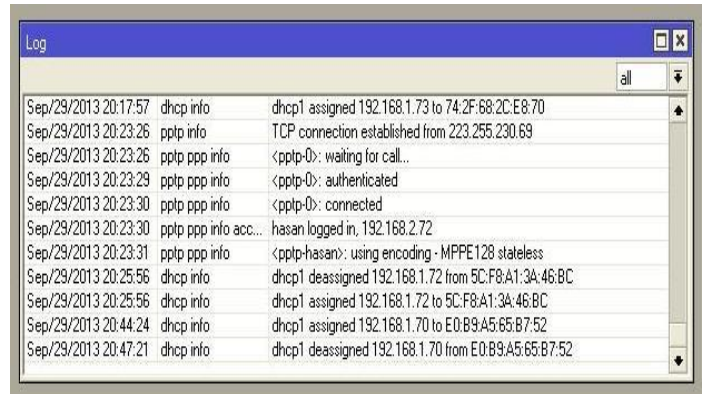 Log
all
Sep/29/2013 20:17:57 dhcp info dhcp1 assigned 192.168.1.73 to 74:2F:68:2C:E8:70
Sep/29/2013 20:23:26 pptp info TCP connection established from 223.255.230.69
Sep/29/2013 20:23:26 pptp ppp info <pptp-0>: waiting for call...
Sep/29/2013 20:23:29 pptp ppp info <pptp-0>: authenticated
Sep/29/2013 20:23:30 pptp ppp info <pptp-0>: connected
Sep/29/2013 20:23:30 pptp ppp info acc... hasan logged in, 192.168.2.72
Sep/29/2013 20:23:31 pptp ppp info <pptp-hasan>: using encoding - MPPE128 stateless
Sep/29/2013 20:25:56 dhcp info dhcp1 deassigned 192.168.1.72 from 5C:F8:A1:3A:46:BC
Sep/29/2013 20:25:56 dhcp info dhcp1 assigned 192.168.1.72 to 5C:F8:A1:3A:46:BC
Sep/29/2013 20:44:24 dhcp info dhcp1 assigned 192.168.1.70 to E0:B9:A5:65:B7:52
Sep/29/2013 20:47:21 dhcp info dhcp1 deassigned 192.168.1.70 from E0:B9:A5:65:B7:52